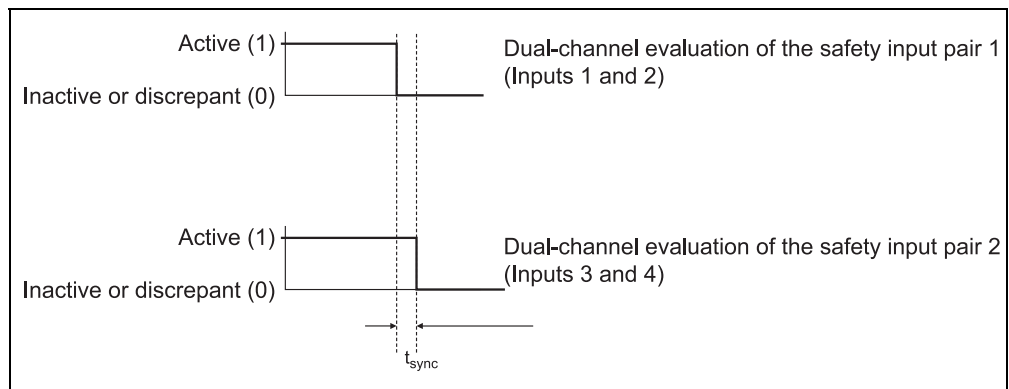 Active (1)
Dual-channel evaluation of the safety input pair 1
(Inputs 1 and 2)
Inactive or discrepant (0)
Active (1)
Dual-channel evaluation of the safety input pair 2
(Inputs 3 and 4)
Inactive or discrepant (0)
tsync